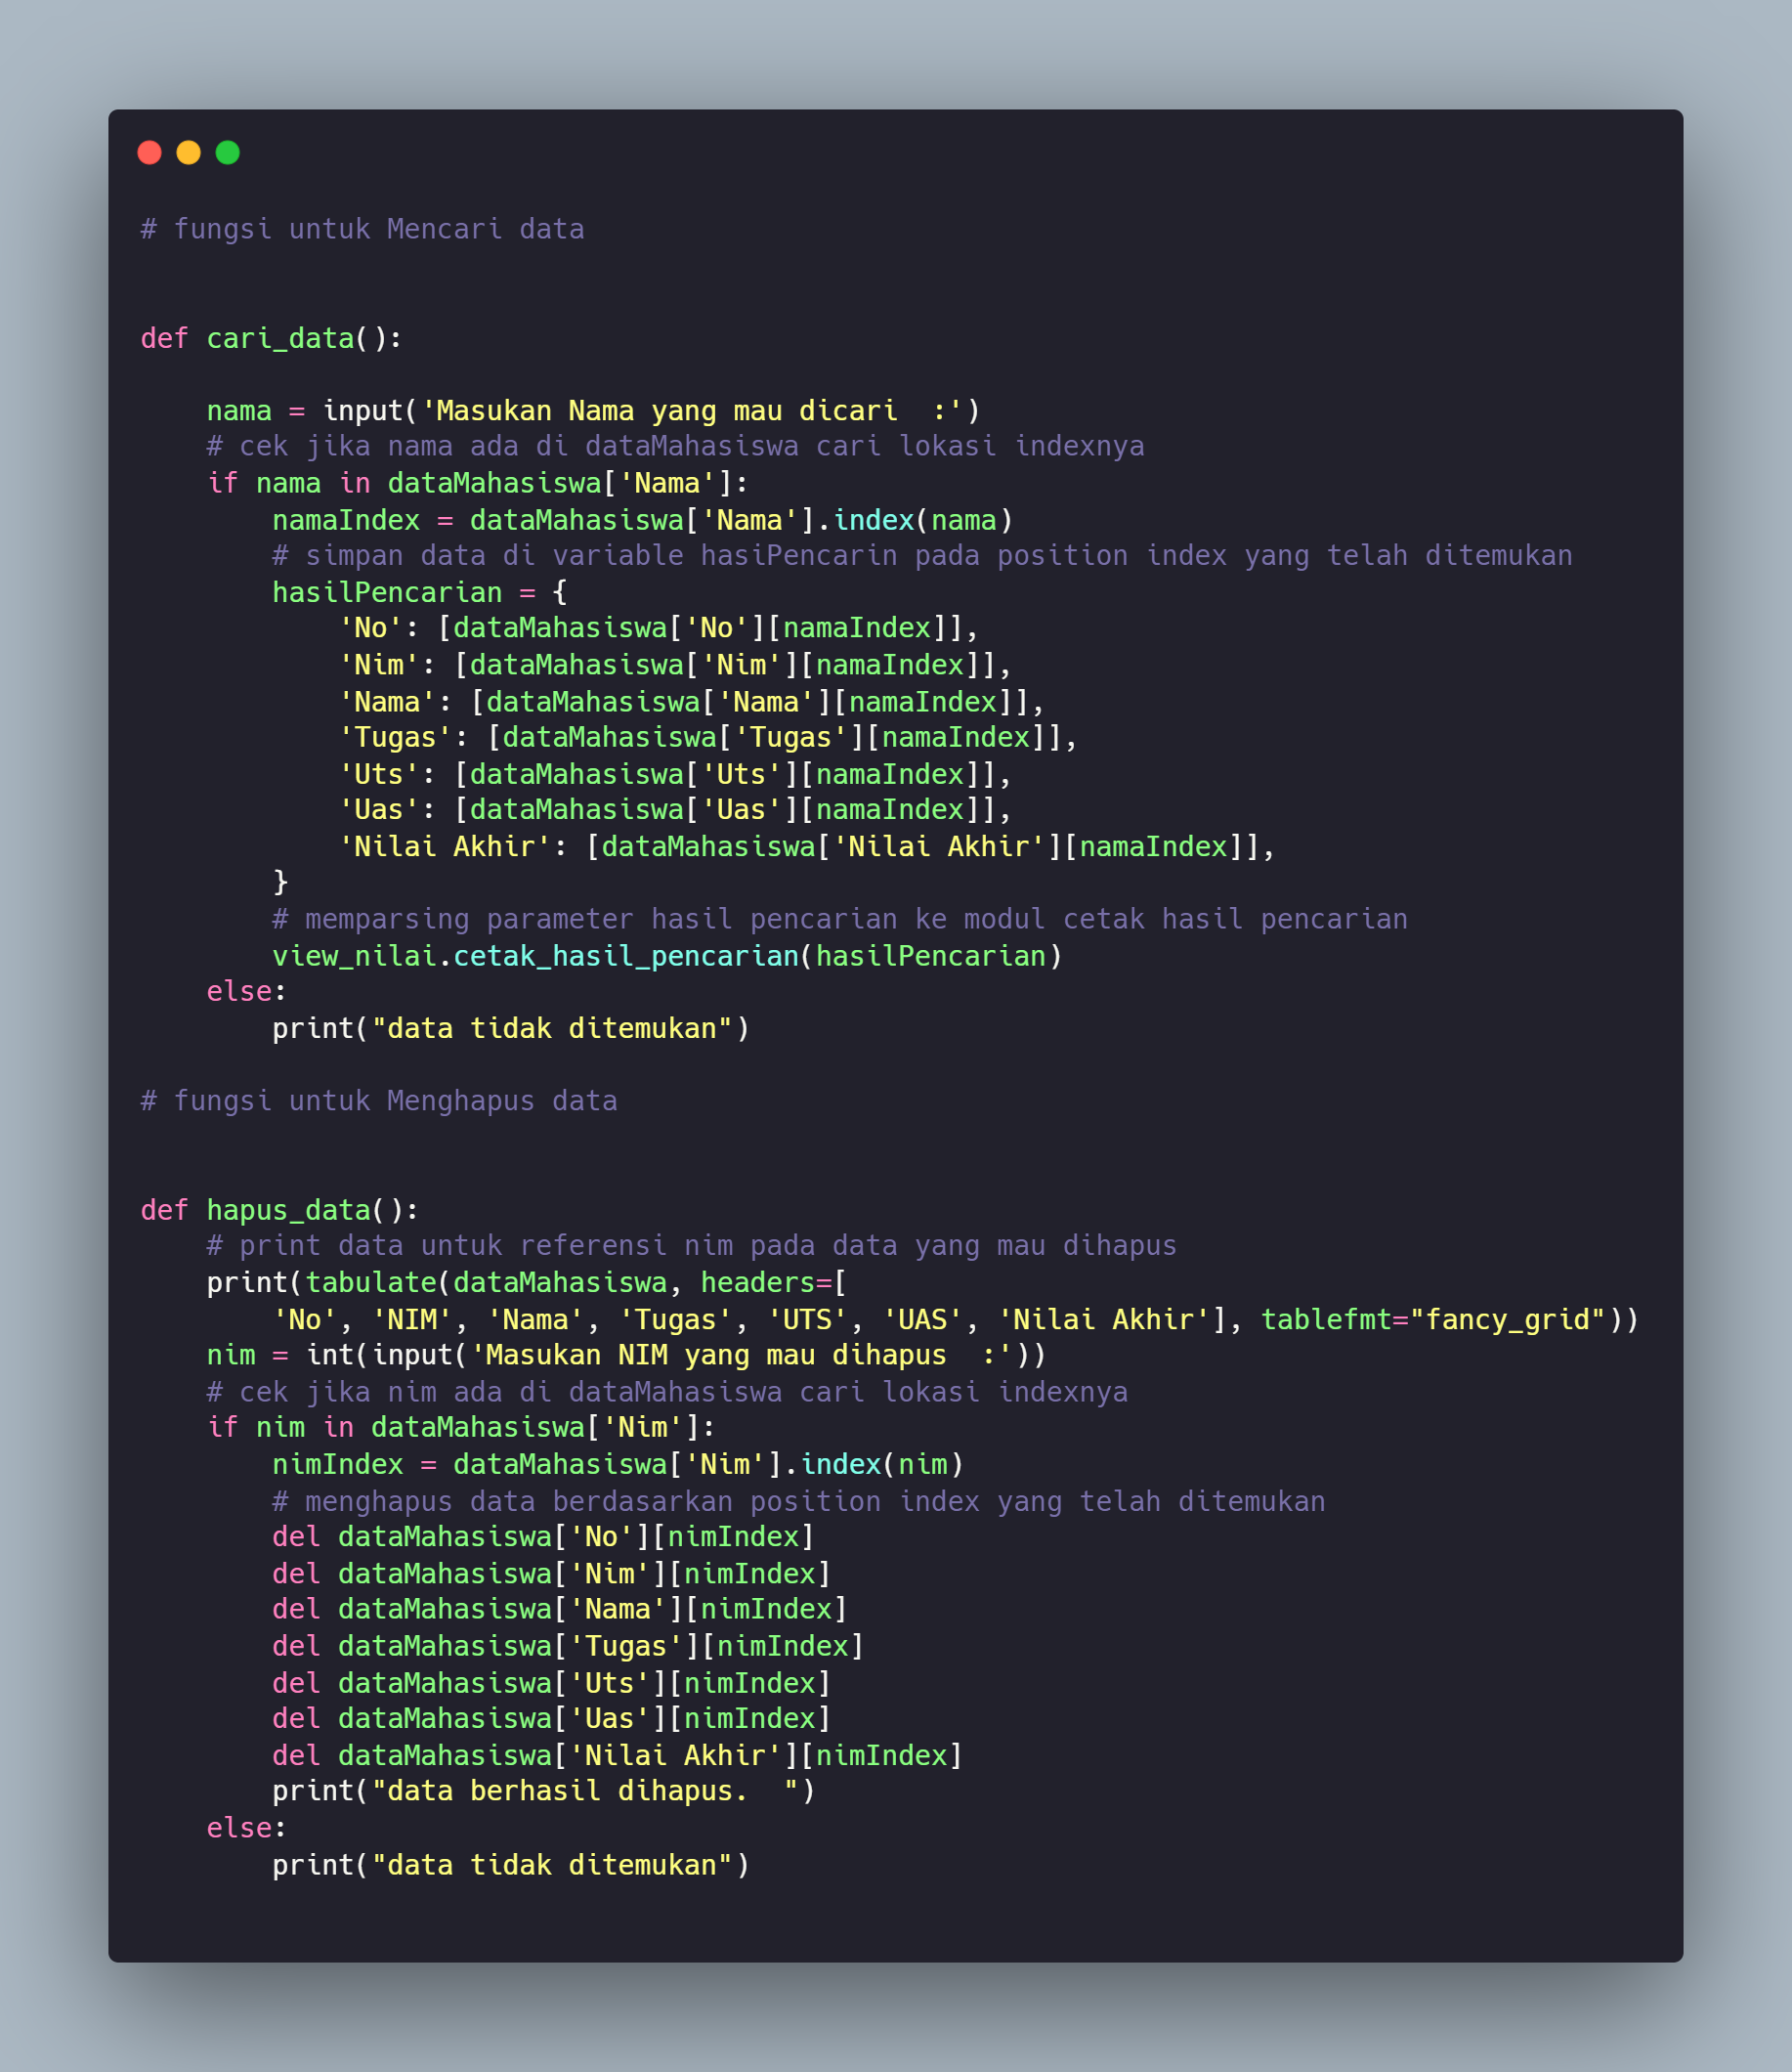 # fungsi untuk Mencari data
def cari_data():
    nama = input('Masukan Nama yang mau dicari  :')
    # cek jika nama ada di dataMahasiswa cari lokasi indexnya
    if nama in dataMahasiswa['Nama']:
        namaIndex = dataMahasiswa['Nama'].index(nama)
        # simpan data di variable hasiPencarin pada position index yang telah ditemukan
        hasilPencarian = {
            'No': [dataMahasiswa['No'][namaIndex]],
            'Nim': [dataMahasiswa['Nim'][namaIndex]],
            'Nama': [dataMahasiswa['Nama'][namaIndex]],
            'Tugas': [dataMahasiswa['Tugas'][namaIndex]],
            'Uts': [dataMahasiswa['Uts'][namaIndex]],
            'Uas': [dataMahasiswa['Uas'][namaIndex]],
            'Nilai Akhir': [dataMahasiswa['Nilai Akhir'][namaIndex]],
        }
        # memparsing parameter hasil pencarian ke modul cetak hasil pencarian
        view_nilai.cetak_hasil_pencarian(hasilPencarian)
    else:
        print("data tidak ditemukan")
# fungsi untuk Menghapus data
def hapus_data():
    # print data untuk referensi nim pada data yang mau dihapus
    print(tabulate(dataMahasiswa, headers=[
        'No', 'NIM', 'Nama', 'Tugas', 'UTS', 'UAS', 'Nilai Akhir'], tablefmt="fancy_grid"))
    nim = int(input('Masukan NIM yang mau dihapus  :'))
    # cek jika nim ada di dataMahasiswa cari lokasi indexnya
    if nim in dataMahasiswa['Nim']:
        nimIndex = dataMahasiswa['Nim'].index(nim)
        # menghapus data berdasarkan position index yang telah ditemukan
        del dataMahasiswa['No'][nimIndex]
        del dataMahasiswa['Nim'][nimIndex]
        del dataMahasiswa['Nama'][nimIndex]
        del dataMahasiswa['Tugas'][nimIndex]
        del dataMahasiswa['Uts'][nimIndex]
        del dataMahasiswa['Uas'][nimIndex]
        del dataMahasiswa['Nilai Akhir'][nimIndex]
        print("data berhasil dihapus.  ")
    else:
        print("data tidak ditemukan")